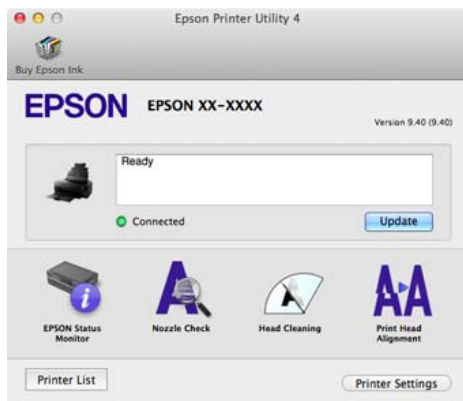 Epson Printer Utility 4
Buy Epson Ink
EPSON
EPSON XX-XXXX
Version 9.40 (9.40)
Ready
Connected
Update
EPSON Status
Monitor
Nozzle Check
Head Cleaning
Print Head
Alignment
Printer List
Printer Settings